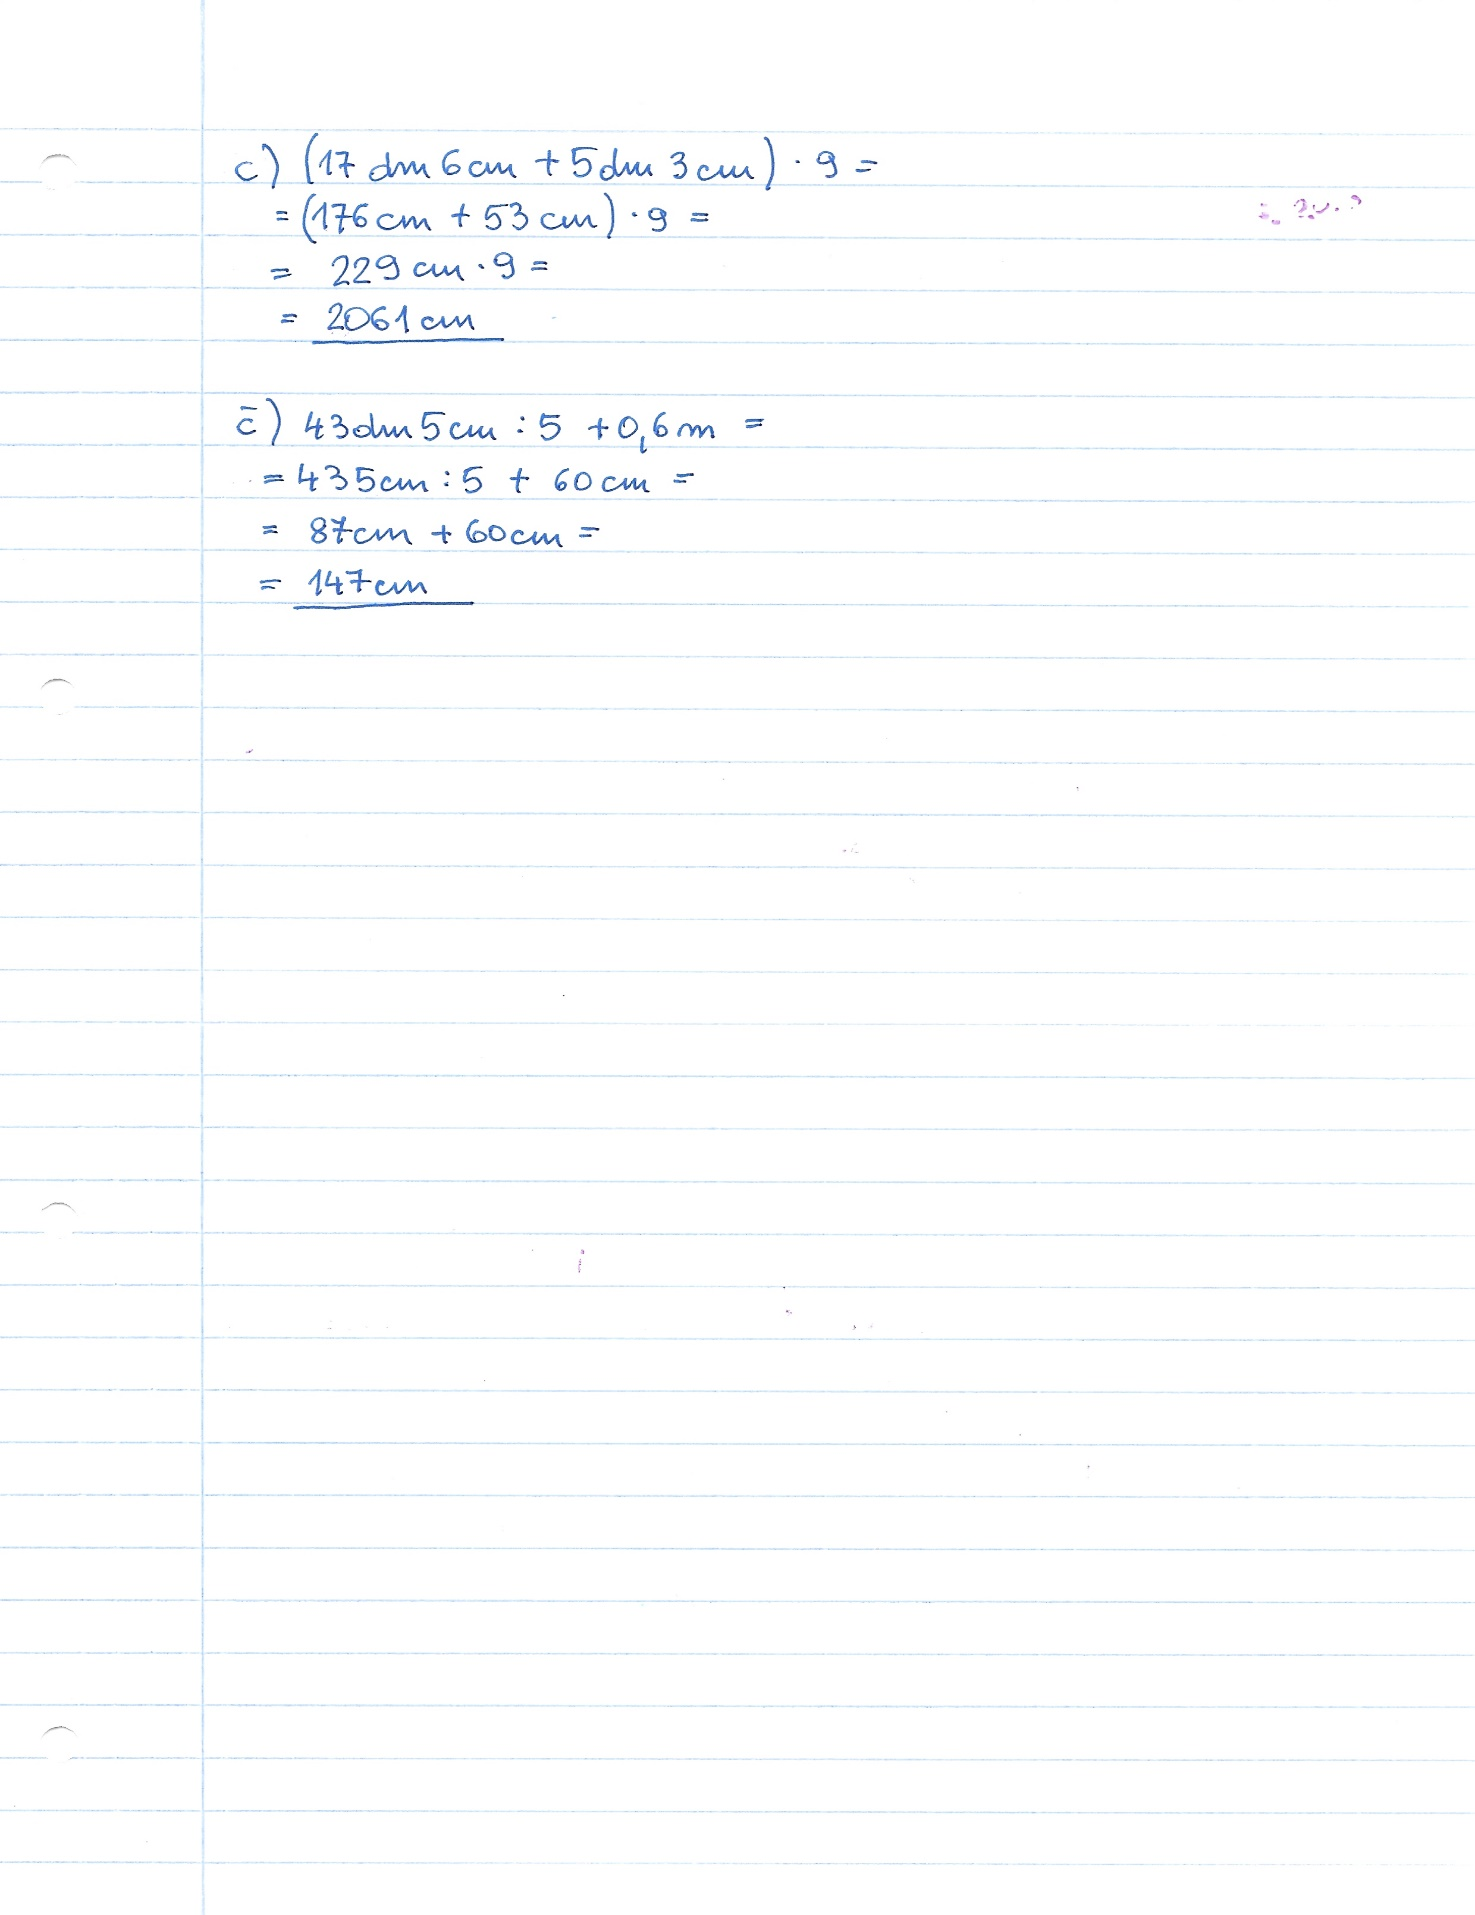 c) (17 dm 6 cm + 5 dm 3 cm) · 9 =
= (176 cm + 53 cm) · 9 =
= 229 cm · 9 =
= 2061 cm
č) 43 dm 5 cm : 5 + 0,6 m =
= 435 cm : 5 + 60 cm =
= 87 cm + 60 cm =
= 147 cm